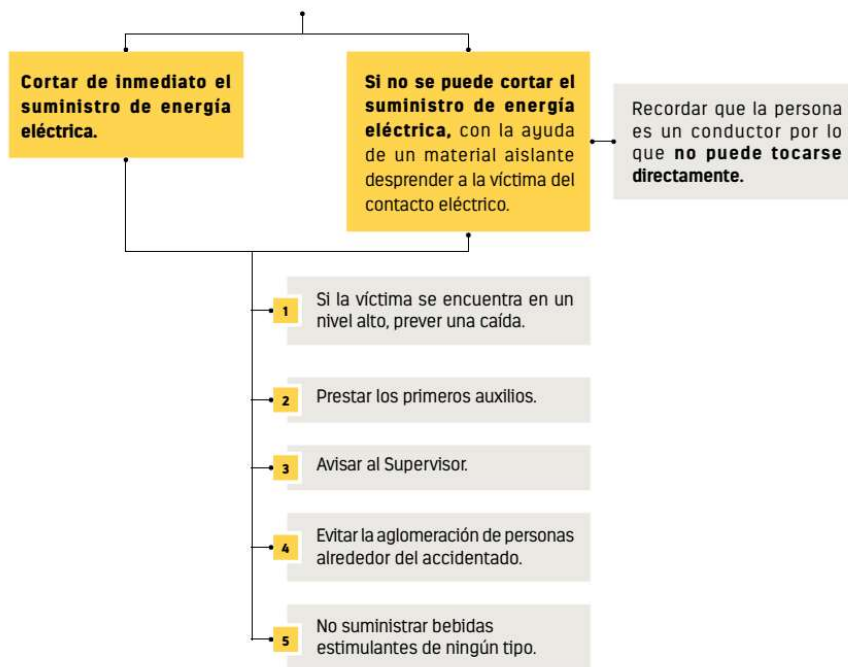 Cortar de inmediato el
suministro de energía
eléctrica.
Si no se puede cortar el
suministro de energía
eléctrica, con la ayuda
de un material aislante
desprender a la víctima del
contacto eléctrico.
Recordar que la persona
es un conductor por lo
que no puede tocarse
directamente.
1
Si la víctima se encuentra en un
nivel alto, prever una caída.
2
Prestar los primeros auxilios.
3
Avisar al Supervisor.
4
Evitar la aglomeración de personas
alrededor del accidentado.
5
No suministrar bebidas
estimulantes de ningún tipo.